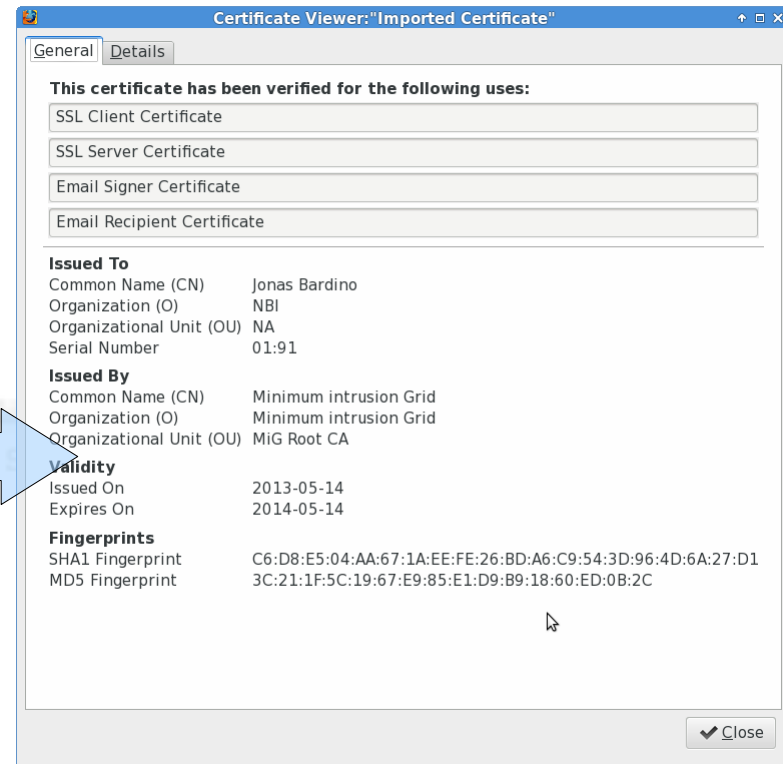 Certificate Viewer:"Imported Certificate"
General Details
This certificate has been verified for the following uses:
SSL Client Certificate
SSL Server Certificate
Email Signer Certificate
Email Recipient Certificate
Issued To
Common Name (CN) Jonas Bardino
Organization (O) NBI
Organizational Unit (OU) NA
Serial Number 01:91
Issued By
Common Name (CN) Minimum intrusion Grid
Organization (O) Minimum intrusion Grid
Organizational Unit (OU) MiG Root CA
Validity
Issued On 2013-05-14
Expires On 2014-05-14
Fingerprints
SHA1 Fingerprint C6:D8:E5:04:AA:67:1A:EE:FE:26:BD:A6:C9:54:3D:96:4D:6A:27:D1
MD5 Fingerprint 3C:21:1F:5C:19:67:E9:85:E1:D9:B9:18:60:ED:0B:2C
Close